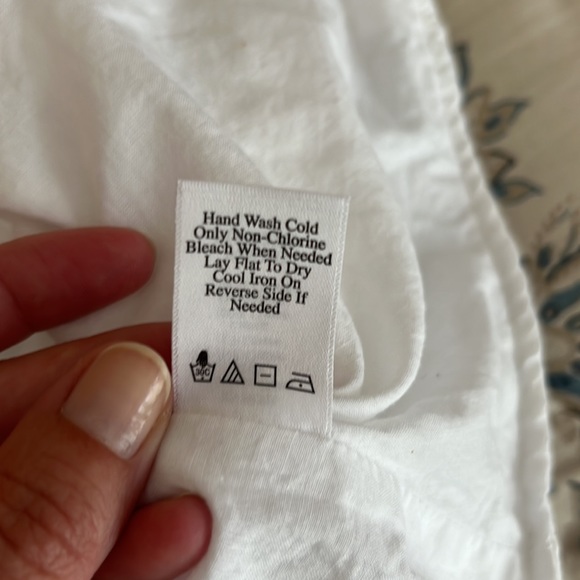 Hand Wash Cold
Only Non-Chlorine
Bleach When Needed
Lay Flat To Dry
Cool Iron On
Reverse Side If
Needed
30C